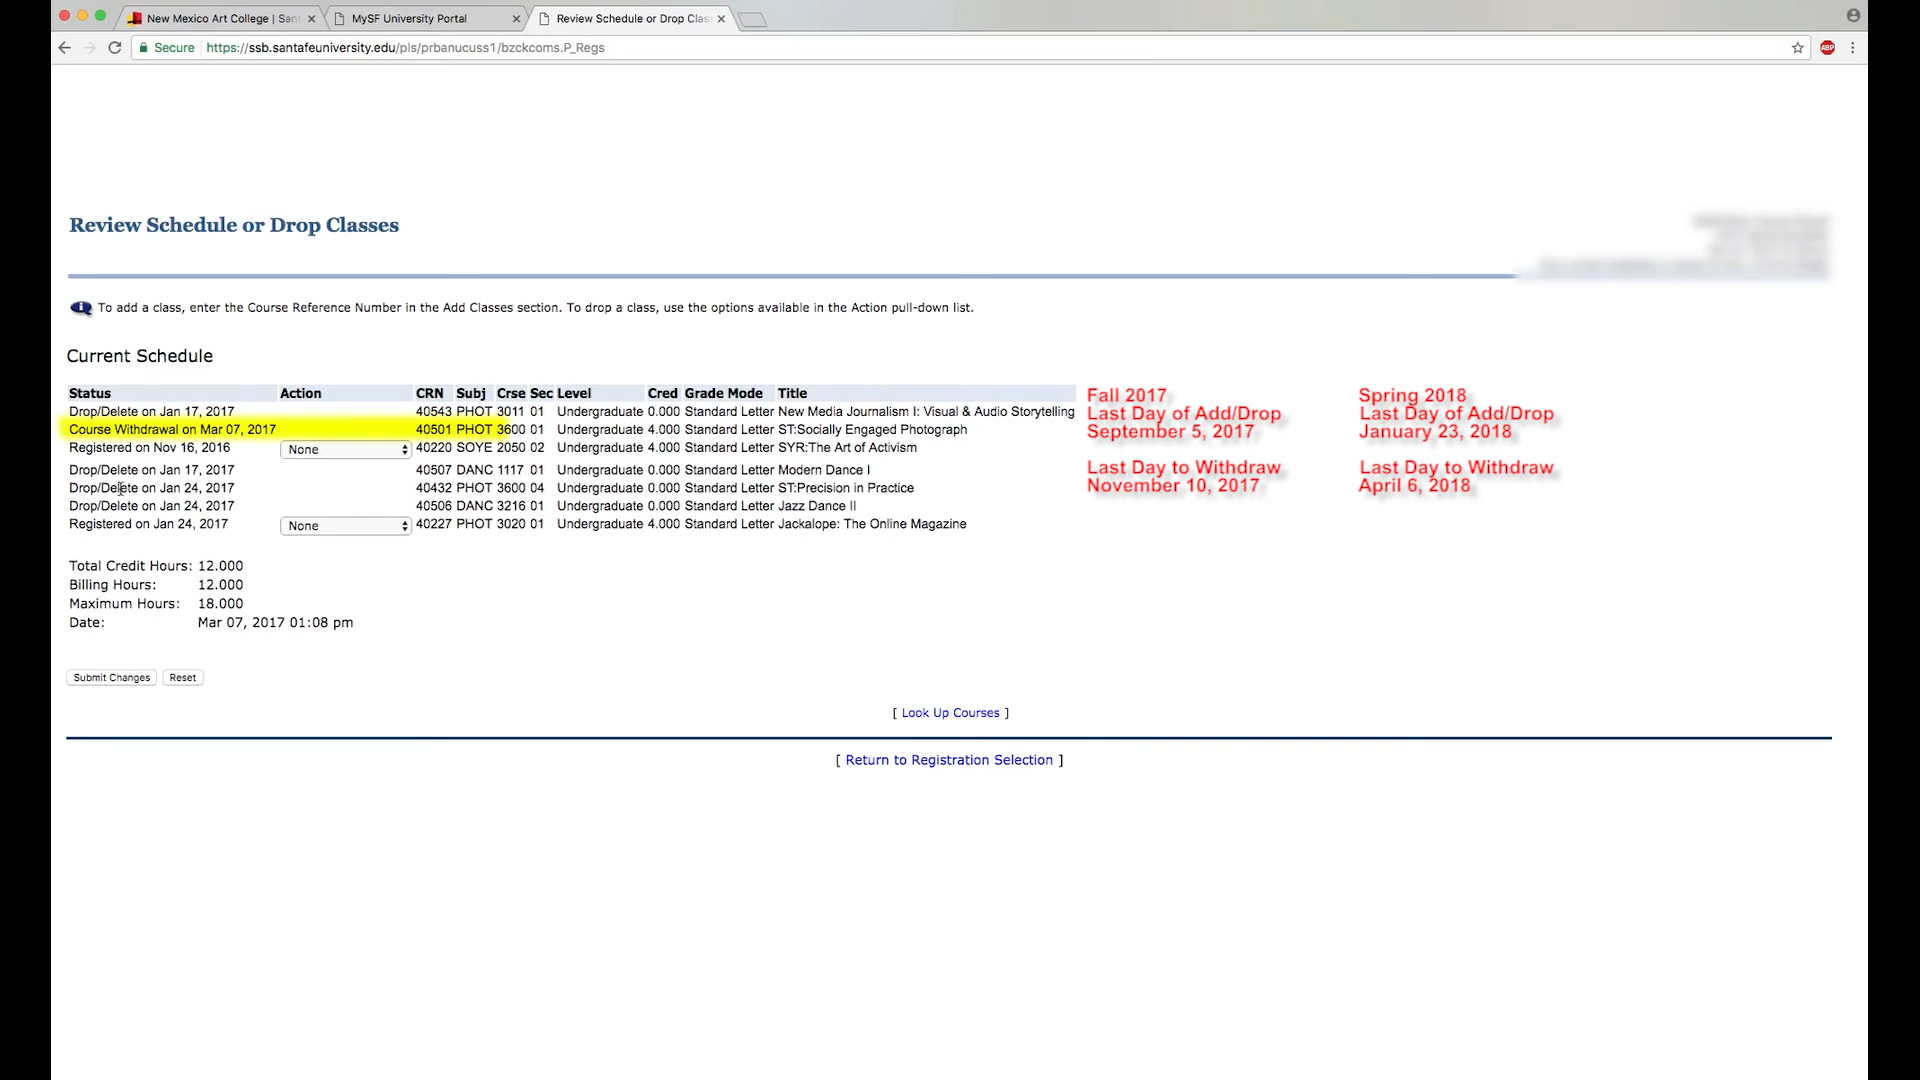 New Mexico Art College | San
MySF University Portal
Review Schedule or Drop Clas
Secure https://ssb.santafeuniversity.edu/pls/prbanucuss1/bzckcoms.P_Regs
ABP
Review Schedule or Drop Classes
To add a class, enter the Course Reference Number in the Add Classes section. To drop a class, use the options available in the Action pull-down list.
Current Schedule
Status Action CRN Subj Crse Sec Level Cred Grade Mode Title
Drop/Delete on Jan 17, 2017 40543 PHOT 3011 01 Undergraduate 0.000 Standard Letter New Media Journalism I: Visual & Audio Storytelling
Course Withdrawal on Mar 07, 2017 40501 PHOT 3600 01 Undergraduate 4.000 Standard Letter ST:Socially Engaged Photograph
Registered on Nov 16, 2016 None 40220 SOYE 2050 02 Undergraduate 4.000 Standard Letter SYR:The Art of Activism
Drop/Delete on Jan 17, 2017 40507 DANC 1117 01 Undergraduate 0.000 Standard Letter Modern Dance I
Drop/Delete on Jan 24, 2017 40432 PHOT 3600 04 Undergraduate 0.000 Standard Letter ST:Precision in Practice
Drop/Delete on Jan 24, 2017 40506 DANC 3216 01 Undergraduate 0.000 Standard Letter Jazz Dance II
Registered on Jan 24, 2017 None 40227 PHOT 3020 01 Undergraduate 4.000 Standard Letter Jackalope: The Online Magazine
Fall 2017
Last Day of Add/Drop
September 5, 2017
Last Day to Withdraw
November 10, 2017
Spring 2018
Last Day of Add/Drop
January 23, 2018
Last Day to Withdraw
April 6, 2018
Total Credit Hours: 12.000
Billing Hours: 12.000
Maximum Hours: 18.000
Date: Mar 07, 2017 01:08 pm
Submit Changes Reset
[ Look Up Courses ]
[ Return to Registration Selection ]